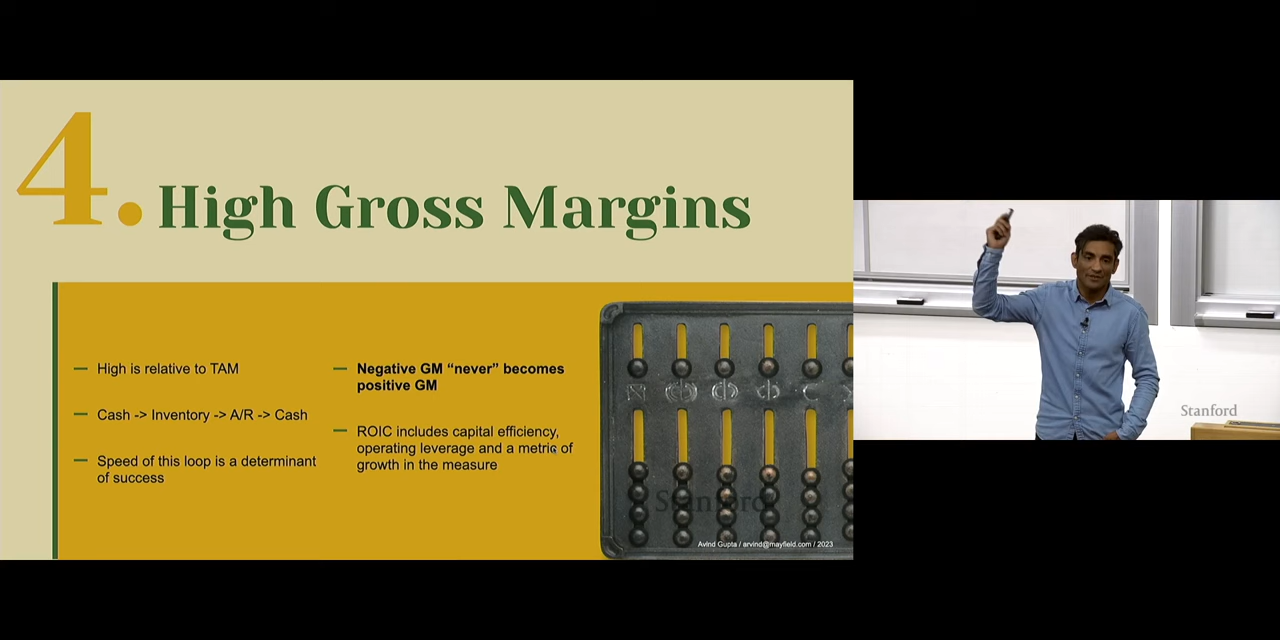 4. High Gross Margins
— High is relative to TAM
— Cash -> Inventory -> A/R -> Cash
— Speed of this loop is a determinant
of success
— Negative GM “never” becomes
positive GM
— ROIC includes capital efficiency,
operating leverage and a metric of
growth in the measure
Stanford
Avind Gupta / arvind@mayfield.com / 2023
Stanford